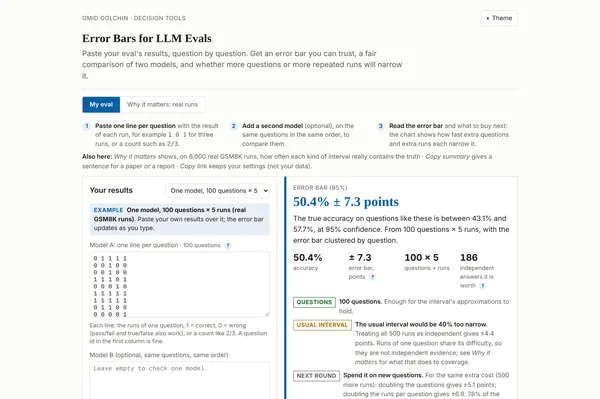 OMID GOLCHIN · DECISION TOOLS
Theme
Error Bars for LLM Evals
Paste your eval's results, question by question. Get an error bar you can trust, a fair
comparison of two models, and whether more questions or more repeated runs will narrow
it.
My eval
Why it matters: real runs
1 Paste one line per question with the result
of each run, for example 1 0 1 for three
runs, or a count such as 2/3.
2 Add a second model (optional), on the
same questions in the same order, to
compare them.
3 Read the error bar and what to buy next:
the chart shows how fast extra questions
and extra runs each narrow it.
Also here: Why it matters shows, on 6,000 real GSM8K runs, how often each kind of interval really contains the truth · Copy summary gives a
sentence for a paper or a report · Copy link keeps your settings (not your data).
Your results
One model, 100 questions × 5
EXAMPLE One model, 100 questions × 5 runs (real
GSM8K runs). Paste your own results over it; the error bar
updates as you type.
Model A: one line per question · 100 questions ?
0 1 1 1 1
0 0 1 0 0
1 1 1 0 1
0 0 0 0 1
1 1 1 1 1
1 1 1 1 1
0 1 1 0 0
0 0 0 0 1
Each line: the runs of one question, 1 = correct, 0 = wrong
(pass/fail and true/false also work), or a count like 2/3. A question
id in the first column is fine.
Model B (optional, same questions, same order)
Leave empty to check one model.
ERROR BAR (95%)
50.4% ± 7.3 points
The true accuracy on questions like these is between 43.1% and
57.7%, at 95% confidence. From 100 questions × 5 runs, with the
error bar clustered by question.
50.4%
accuracy
± 7.3
error bar,
points ?
100 × 5
questions × runs
186
independent
answers it is
worth ?
QUESTIONS 100 questions. Enough for the interval's approximations to
hold.
USUAL INTERVAL The usual interval would be 40% too narrow.
Treating all 500 runs as independent gives ±4.4
points. Runs of one question share its difficulty, so
they are not independent evidence; see Why it
matters for what that does to coverage.
NEXT ROUND Spend it on new questions. For the same extra cost (500
more runs): doubling the questions gives ±5.1 points;
doubling the runs per question gives ±6.9. 78% of the